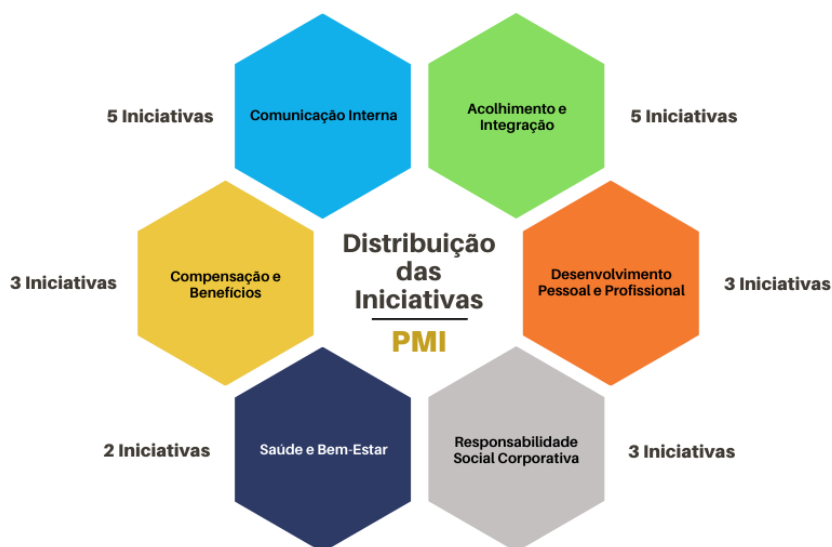 5 Iniciativas
Comunicação Interna
Acolhimento e
Integração
5 Iniciativas
3 Iniciativas
Compensação e
Benefícios
Distribuição
das
Iniciativas
PMI
Desenvolvimento
Pessoal e Profissional
3 Iniciativas
2 Iniciativas
Saúde e Bem-Estar
Responsabilidade
Social Corporativa
3 Iniciativas